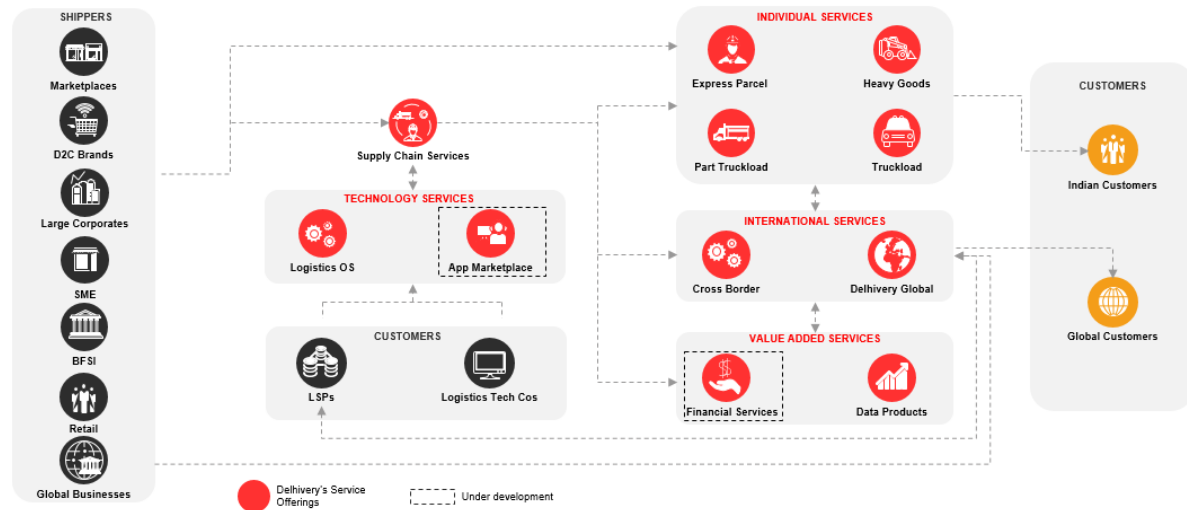 SHIPPERS
Marketplaces
D2C Brands
Large Corporates
SME
BFSI
Retail
Global Businesses
Supply Chain Services
TECHNOLOGY SERVICES
Logistics OS
App Marketplace
CUSTOMERS
LSPs
Logistics Tech Cos
INDIVIDUAL SERVICES
Express Parcel
Heavy Goods
Part Truckload
Truckload
INTERNATIONAL SERVICES
Cross Border
Delhivery Global
VALUE ADDED SERVICES
Financial Services
Data Products
CUSTOMERS
Indian Customers
Global Customers
Delhivery's Service
Offerings
Under development